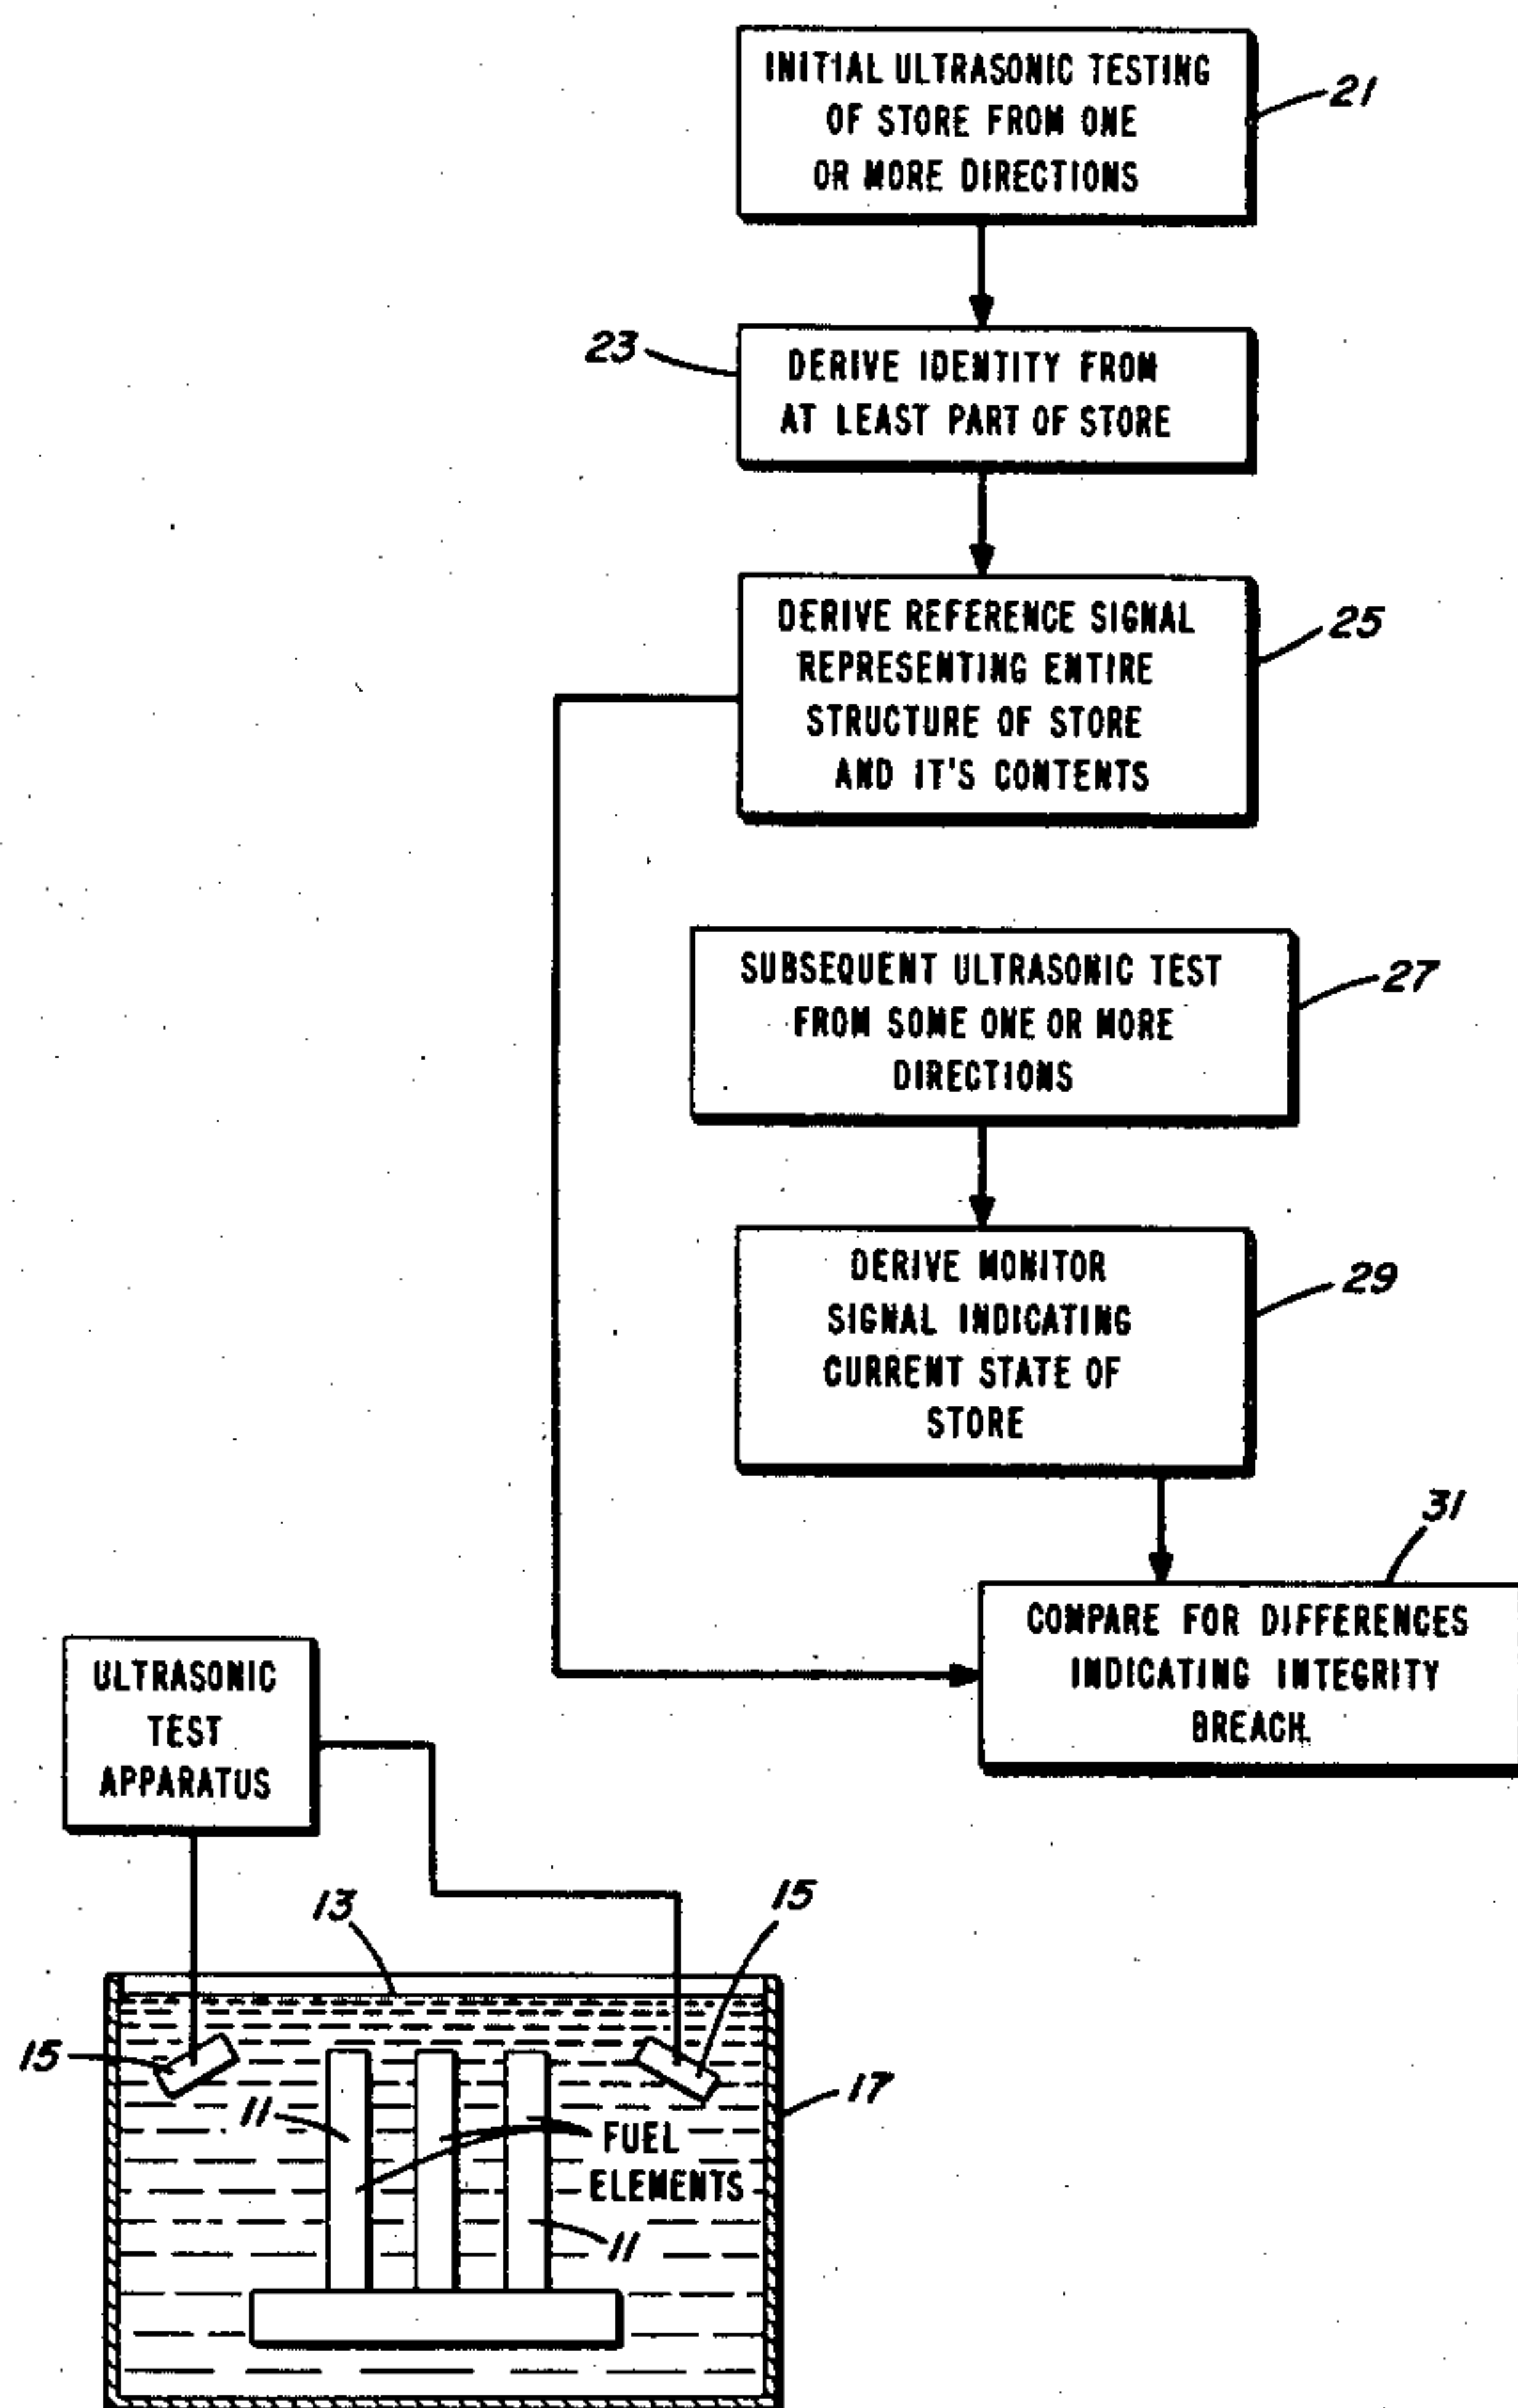 INITIAL ULTRASONIC TESTING
OF STORE FROM ONE
OR MORE DIRECTIONS
21
23
DERIVE IDENTITY FROM
AT LEAST PART OF STORE
DERIVE REFERENCE SIGNAL
REPRESENTING ENTIRE
STRUCTURE OF STORE
AND IT'S CONTENTS
25
SUBSEQUENT ULTRASONIC TEST
FROM SOME ONE OR MORE
DIRECTIONS
27
DERIVE MONITOR
SIGNAL INDICATING
CURRENT STATE OF
STORE
29
31
COMPARE FOR DIFFERENCES
INDICATING INTEGRITY
BREACH.
ULTRASONIC
TEST
APPARATUS
13
15
15
17
11
FUEL
ELEMENTS
11